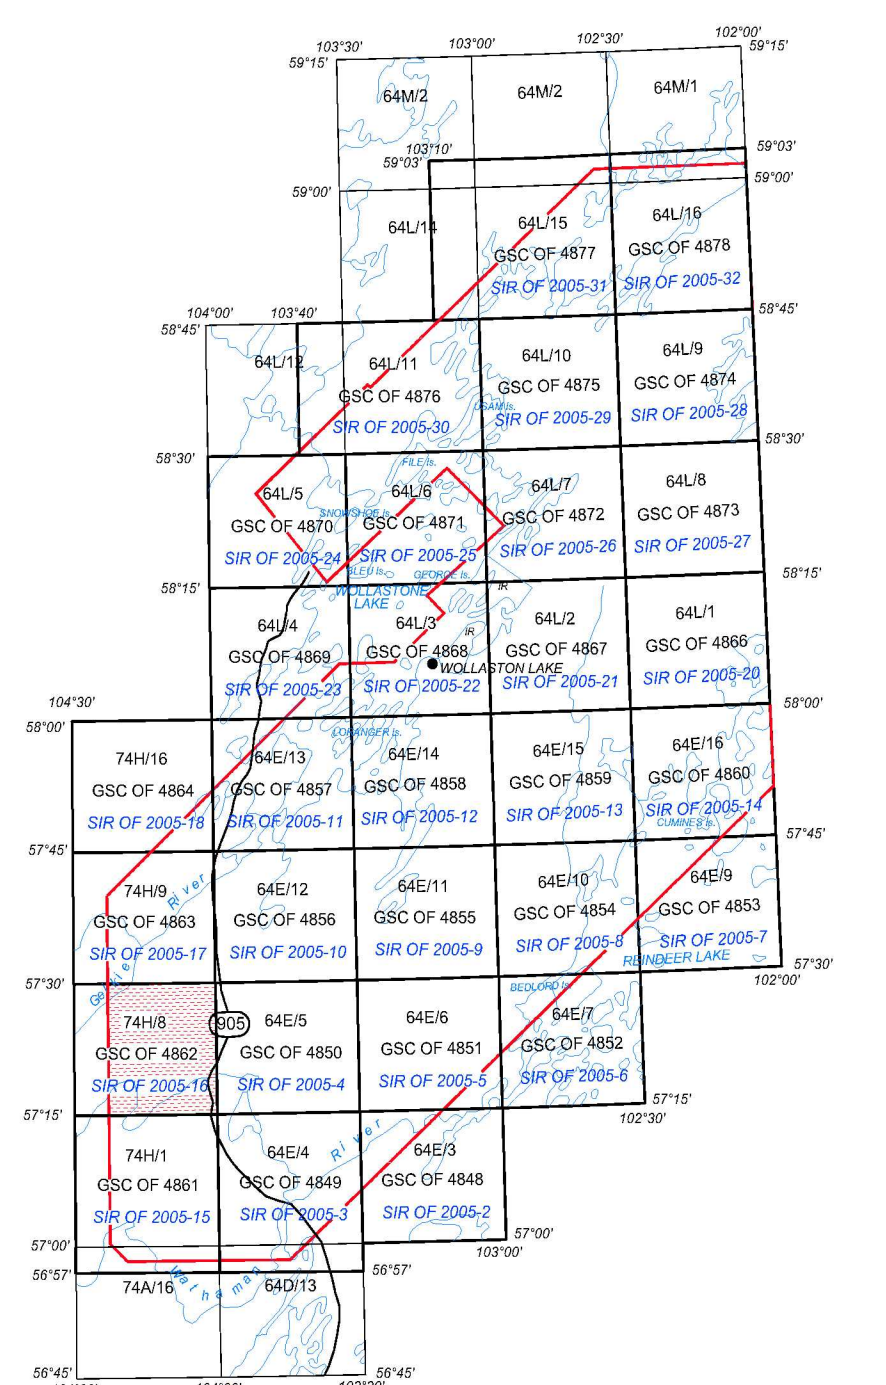 102°00'
102°30'
103°00'
103°30'
59°15'
59°15'
64M/2
64M/2
64M/1
59°03'
103°10'
59°03'
59°00'
59°00'
64L/14
64L/15
64L/16
GSC OF 4877
GSC OF 4878
SIR OF 2005-31
SIR OF 2005-32
104°00'
103°40'
58°45'
58°45'
64L/12
64L/11
64L/10
64L/9
GSC OF 4876
GSC OF 4875
GSC OF 4874
USAM Is.
SIR OF 2005-30
SIR OF 2005-29
SIR OF 2005-28
58°30'
58°30'
FILE Is.
64L/5
64L/6
64L/7
64L/8
SNOWSHOE Is.
GSC OF 4870
GSC OF 4871
GSC OF 4872
GSC OF 4873
SIR OF 2005-24
SIR OF 2005-25
SIR OF 2005-26
SIR OF 2005-27
BLEU Is.
GEORGE Is.
58°15'
58°15'
WOLLASTONE
LAKE
IR
64L/4
64L/3
IR
64L/2
64L/1
GSC OF 4869
GSC OF 4868
GSC OF 4867
GSC OF 4866
WOLLASTON LAKE
SIR OF 2005-23
SIR OF 2005-22
SIR OF 2005-21
SIR OF 2005-20
104°30'
58°00'
58°00'
LORANGER Is.
74H/16
64E/13
64E/14
64E/15
64E/16
GSC OF 4864
GSC OF 4857
GSC OF 4858
GSC OF 4859
GSC OF 4860
SIR OF 2005-18
SIR OF 2005-11
SIR OF 2005-12
SIR OF 2005-13
SIR OF 2005-14
CUMINES Is.
57°45'
57°45'
74H/9
River
64E/12
64E/11
64E/10
64E/9
GSC OF 4863
GSC OF 4856
GSC OF 4855
GSC OF 4854
GSC OF 4853
SIR OF 2005-17
SIR OF 2005-10
SIR OF 2005-9
SIR OF 2005-8
SIR OF 2005-7
REINDEER LAKE
57°30'
57°30'
102°00'
Geikie
BEDLORD Is.
74H/8
905
64E/5
64E/6
64E/7
GSC OF 4862
GSC OF 4850
GSC OF 4851
GSC OF 4852
SIR OF 2005-16
SIR OF 2005-4
SIR OF 2005-5
SIR OF 2005-6
57°15'
57°15'
102°30'
74H/1
64E/4
River
64E/3
GSC OF 4861
GSC OF 4849
GSC OF 4848
SIR OF 2005-15
SIR OF 2005-3
SIR OF 2005-2
57°00'
57°00'
103°00'
56°57'
56°57'
74A/16
Wathaman
64D/13
56°45'
56°45'